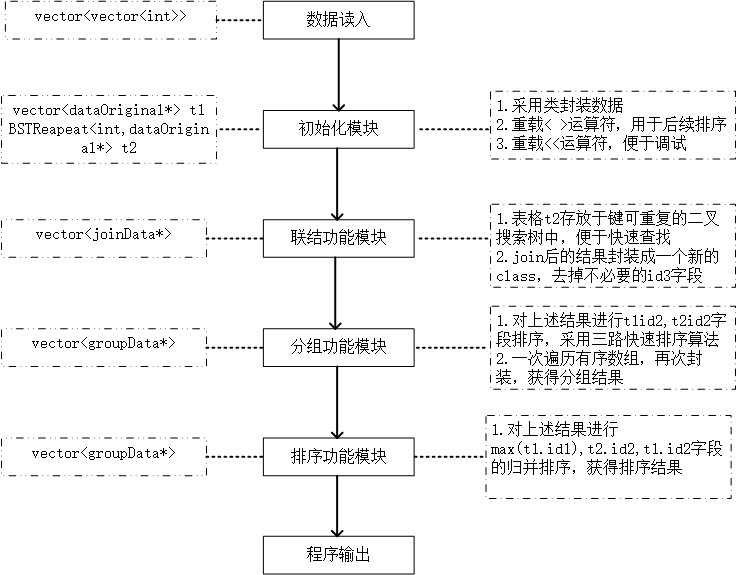 vector<vector<int>>
数据读入
vector<dataOriginal*> t1
BSTReapeat<int,dataOrigin
al*> t2
初始化模块
1.采用类封装数据
2.重载< >运算符，用于后续排序
3.重载<<运算符，便于调试
vector<joinData*>
联结功能模块
1.表格t2存放于键可重复的二叉
搜索树中，便于快速查找
2.join后的结果封装成一个新的
class，去掉不必要的id3字段
vector<groupData*>
分组功能模块
1.对上述结果进行t1id2,t2id2字
段排序，采用三路快速排序算法
2.一次遍历有序数组，再次封
装，获得分组结果
vector<groupData*>
排序功能模块
1.对上述结果进行
max(t1.id1),t2.id2,t1.id2字段
的归并排序，获得排序结果
程序输出